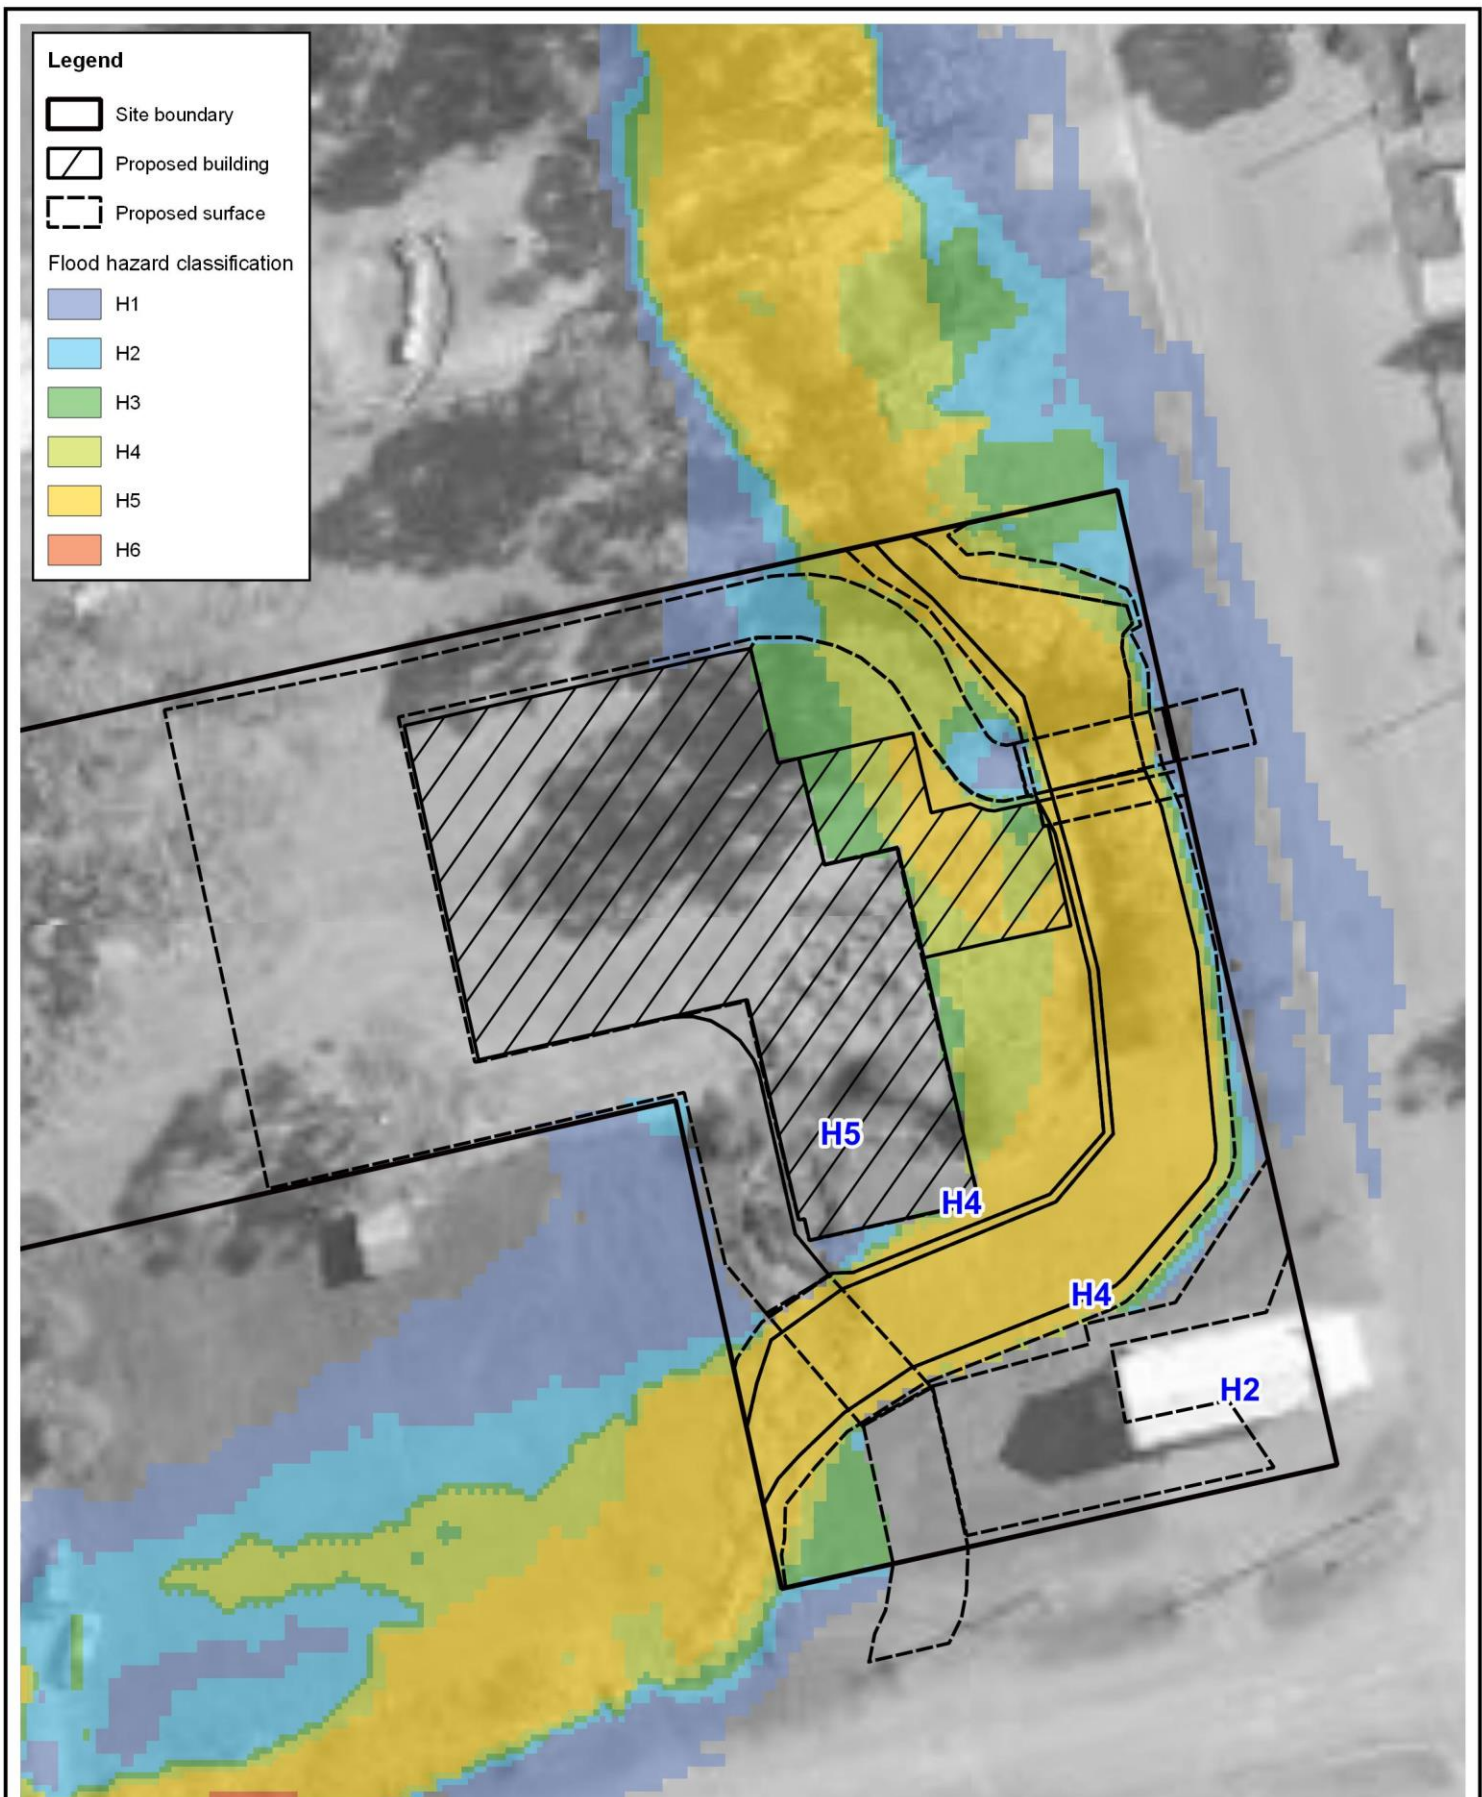 Legend
Site boundary
Proposed building
Proposed surface
Flood hazard classification
H1
H2
H3
H4
H5
H6
H5
H4
H4
H2